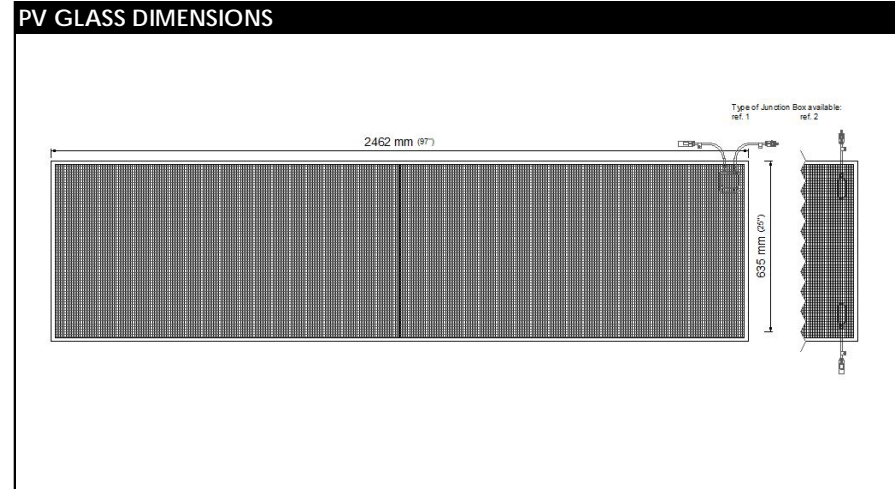 PV GLASS DIMENSIONS
Type of Junction Box available:
ref. 1 ref. 2
2462 mm (97")
635 mm (25")